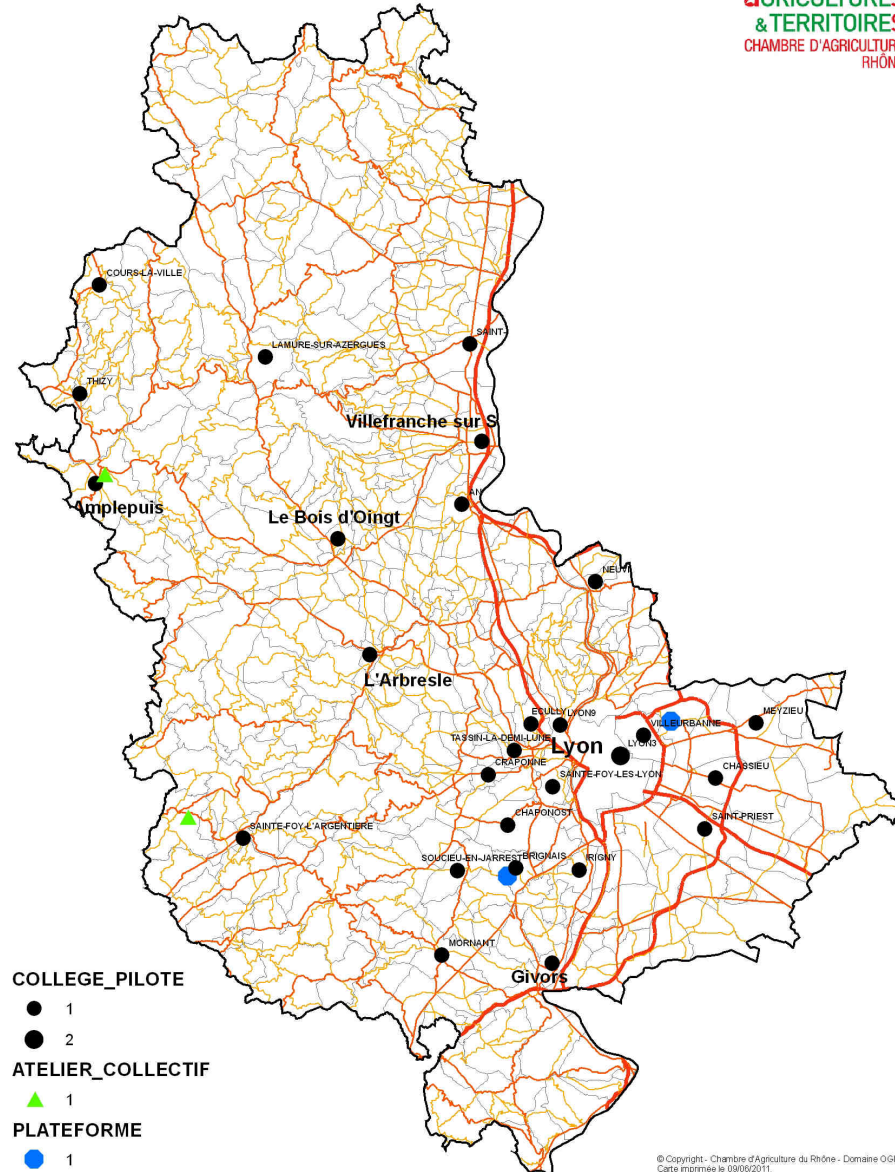 & TERRITOIRES
CHAMBRE D'AGRICULTUR
RHÔN
COURS-LA-VILLE
LAMURE-SUR-AZERGUES
SAINT-
THIZY
Villefranche sur S
Amplepuis
AN
Le Bois d'Oingt
NEUVI
L'Arbresle
ECULLY
LYON9
VILLEURBANNE
MEYZIEU
TASSIN-LA-DEMI-LUNE
Lyon
LYON3
CRAPONNE
SAINTE-FOY-LES-LYON
CHASSIEU
CHAPONOST
SAINT-PRIEST
SAINTE-FOY-L'ARGENTIERE
SOUCIEU-EN-JARREST
BRIGNAIS
IRIGNY
MORNANT
Givors
COLLEGE_PILOTE
1
2
ATELIER_COLLECTIF
1
PLATEFORME
1
© Copyright - Chambre d'Agriculture du Rhône - Domaine OGI
Carte imprimée le 09/06/2011.